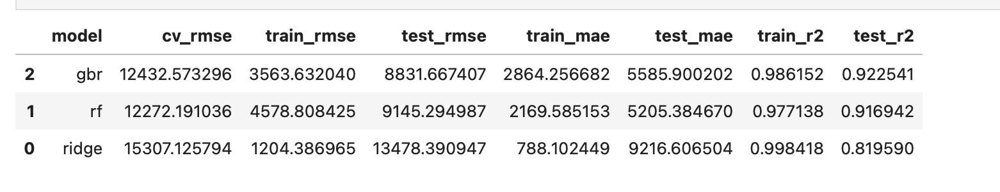 model cv_rmse train_rmse test_rmse train_mae test_mae train_r2 test_r2
2 gbr 12432.573296 3563.632040 8831.667407 2864.256682 5585.900202 0.986152 0.922541
1 rf 12272.191036 4578.808425 9145.294987 2169.585153 5205.384670 0.977138 0.916942
0 ridge 15307.125794 1204.386965 13478.390947 788.102449 9216.606504 0.998418 0.819590